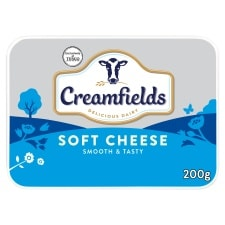 Creamfields
DELICIOUS DAIRY
SOFT CHEESE
SMOOTH & TASTY
200g